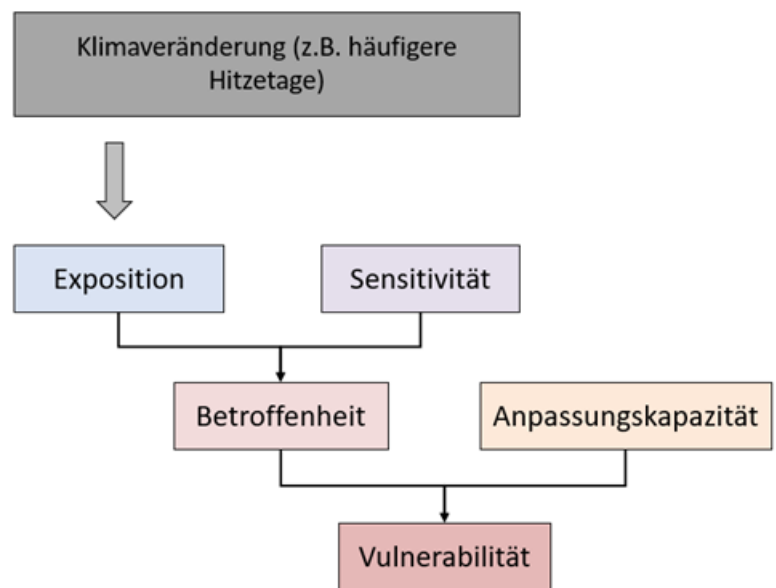 Klimaveränderung (z.B. häufigere
Hitzetage)
Exposition
Sensitivität
Betroffenheit
Anpassungskapazität
Vulnerabilität